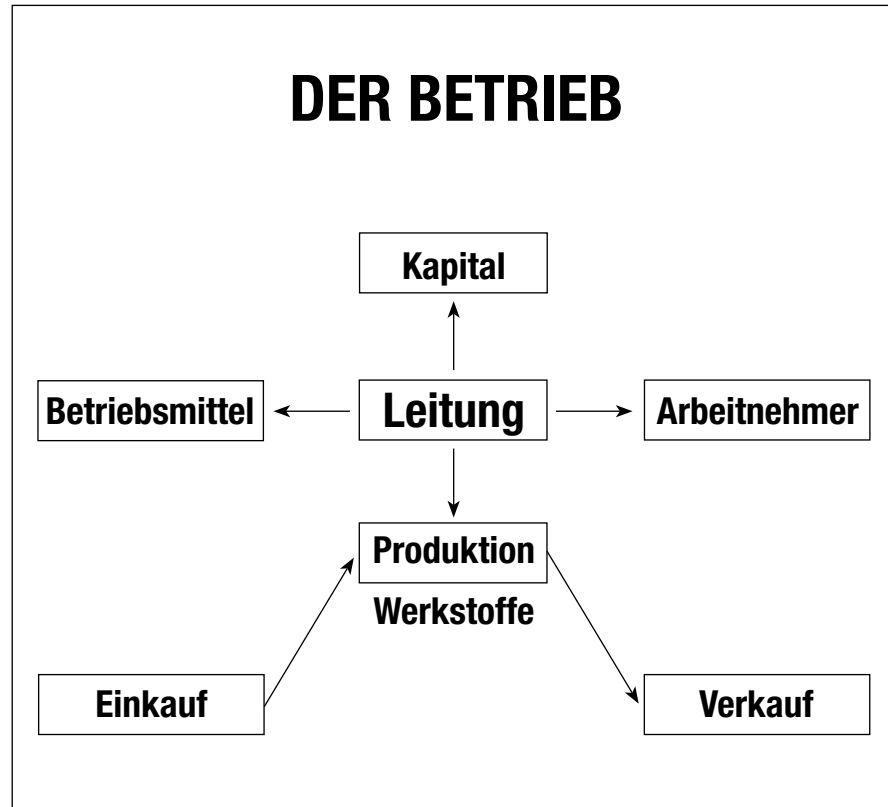 DER BETRIEB
Kapital
Betriebsmittel
Leitung
Arbeitnehmer
Produktion
Werkstoffe
Einkauf
Verkauf